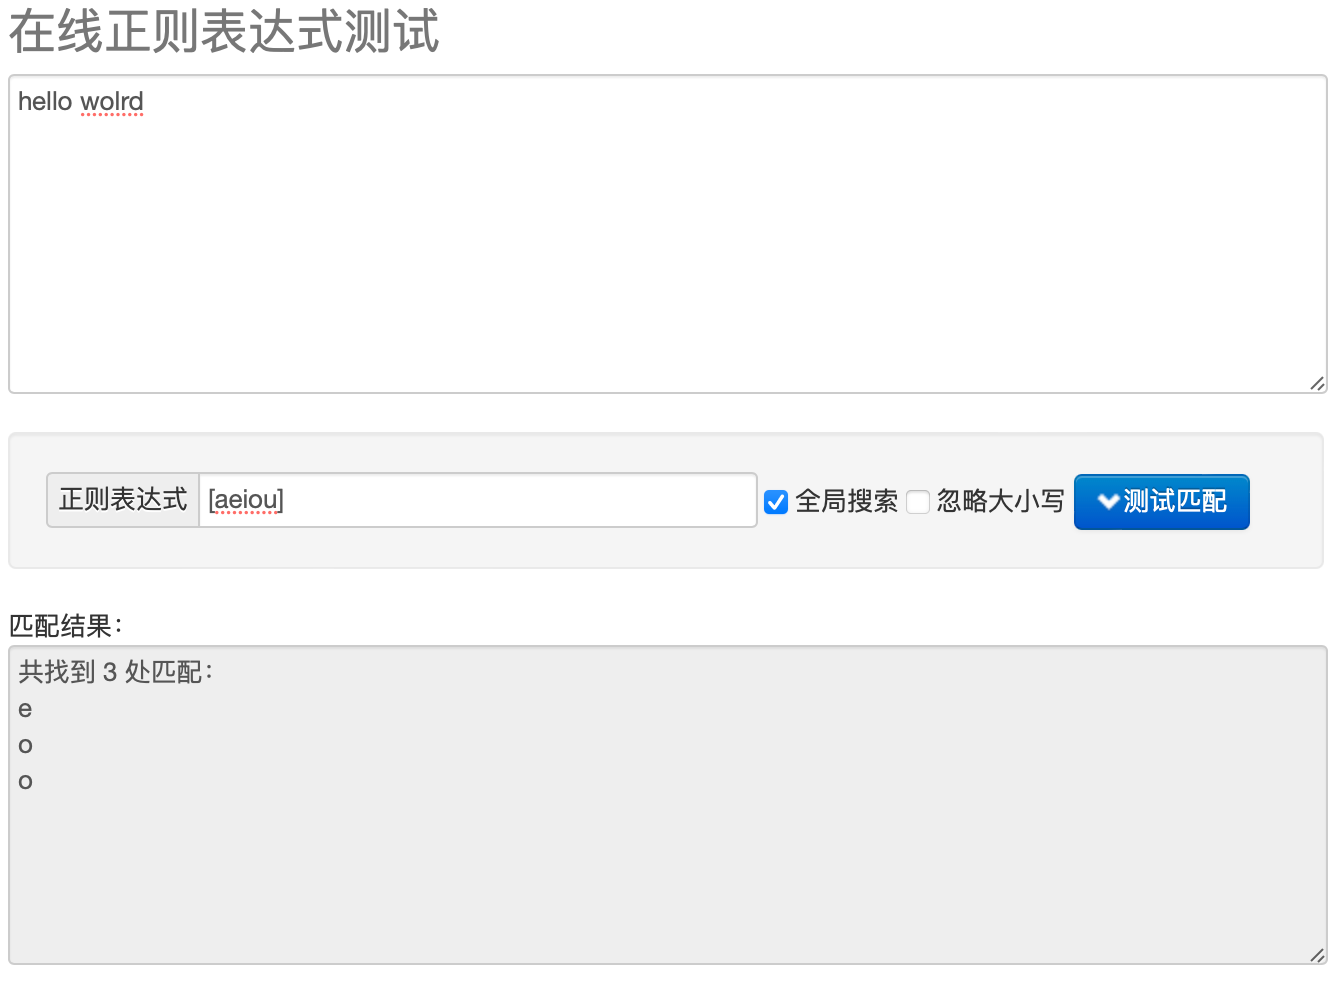 在线正则表达式测试
hello wolrd
正则表达式 [aeiou] 全局搜索 忽略大小写 测试匹配
匹配结果：
共找到 3 处匹配：
e
o
o